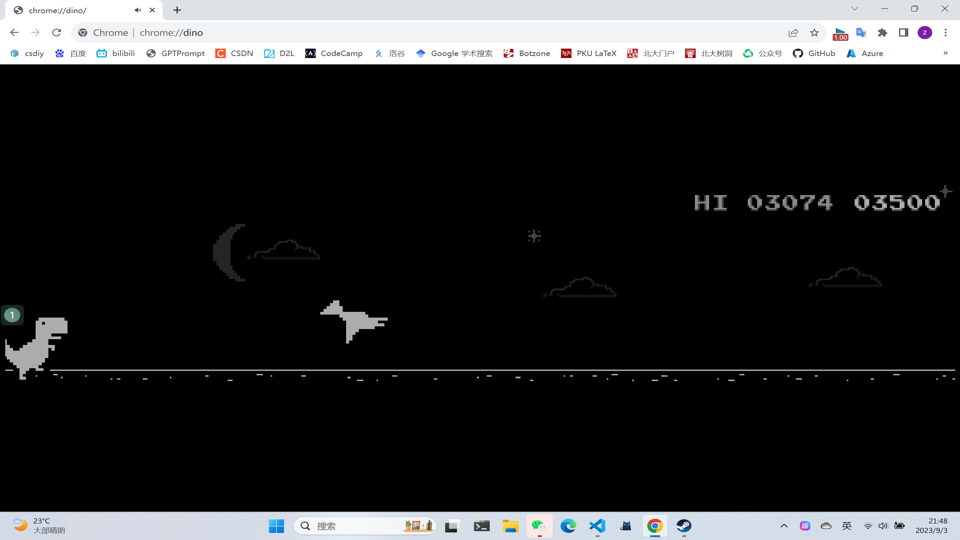 chrome://dino/
Chrome | chrome://dino
1.00
z
csdiy 百度 bilibili GPTPrompt CSDN D2L CodeCamp 洛谷 Google 学术搜索 Botzone PKU LaTeX 北大门户 北大树洞 公众号 GitHub Azure »
HI 03074 03500
1
23°C
大部晴朗
搜索
英
21:48
2023/9/3